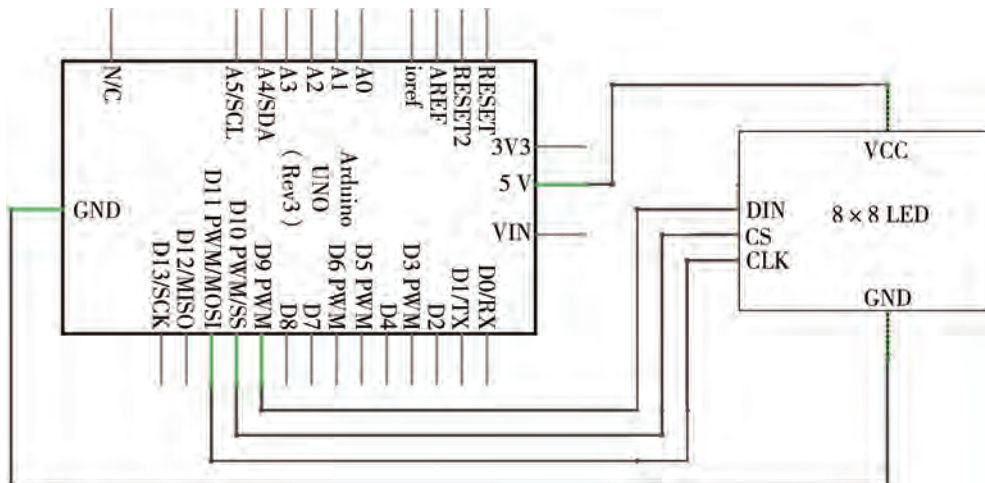 N/C
A5/SCL
A4/SDA
A3
A2
A1
A0
ioref
AREF
RESET2
RESET
3V3
5 V
VIN
GND
Arduino
UNO
( Rev3 )
D13/SCK
D12/MISO
D11 PWM/MOSI
D10 PWM/SS
D9 PWM
D8
D7
D6 PWM
D5 PWM
D4
D3 PWM
D2
D1/TX
D0/RX
VCC
DIN
8 × 8 LED
CS
CLK
GND